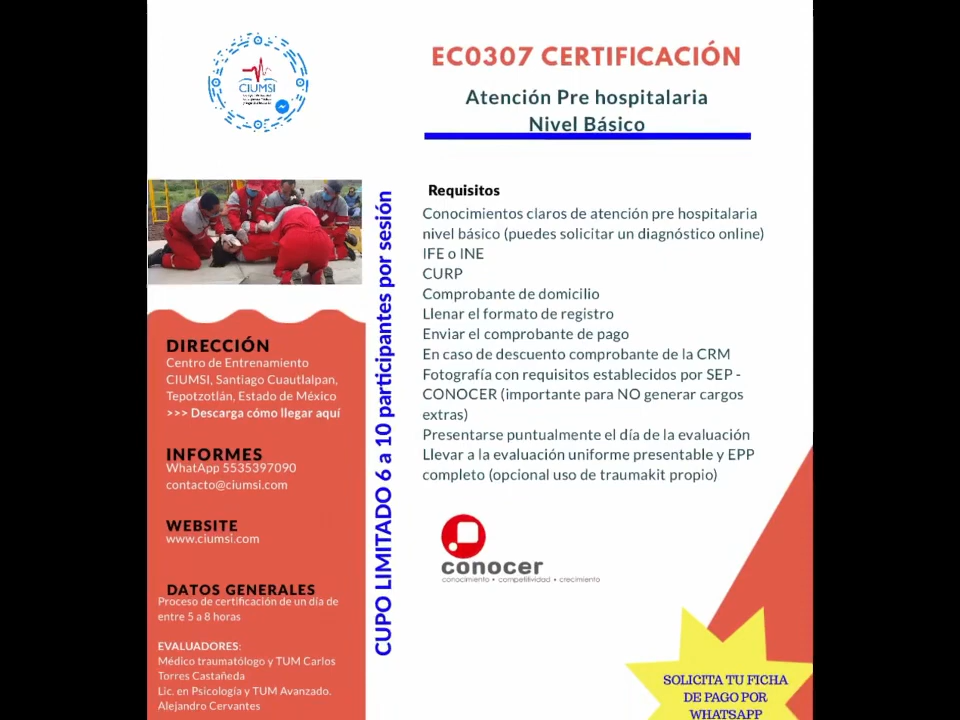 CIUMSI
EC0307 CERTIFICACIÓN
Atención Pre hospitalaria
Nivel Básico
CUPO LIMITADO 6 a 10 participantes por sesión
Requisitos
Conocimientos claros de atención pre hospitalaria
nivel básico (puedes solicitar un diagnóstico online)
IFE o INE
CURP
Comprobante de domicilio
Llenar el formato de registro
Enviar el comprobante de pago
En caso de descuento comprobante de la CRM
Fotografía con requisitos establecidos por SEP -
CONOCER (importante para NO generar cargos
extras)
Presentarse puntualmente el día de la evaluación
Llevar a la evaluación uniforme presentable y EPP
completo (opcional uso de traumakit propio)
DIRECCIÓN
Centro de Entrenamiento
CIUMSI, Santiago Cuautlalpan,
Tepotzotlán, Estado de México
>>> Descarga cómo llegar aquí
INFORMES
WhatApp 5535397090
contacto@ciumsi.com
WEBSITE
www.ciumsi.com
DATOS GENERALES
Proceso de certificación de un día de
entre 5 a 8 horas
EVALUADORES:
Médico traumatólogo y TUM Carlos
Torres Castañeda
Lic. en Psicología y TUM Avanzado.
Alejandro Cervantes
conocer
conocimiento • competitividad • crecimiento
SOLICITA TU FICHA
DE PAGO POR
WHATSAPP